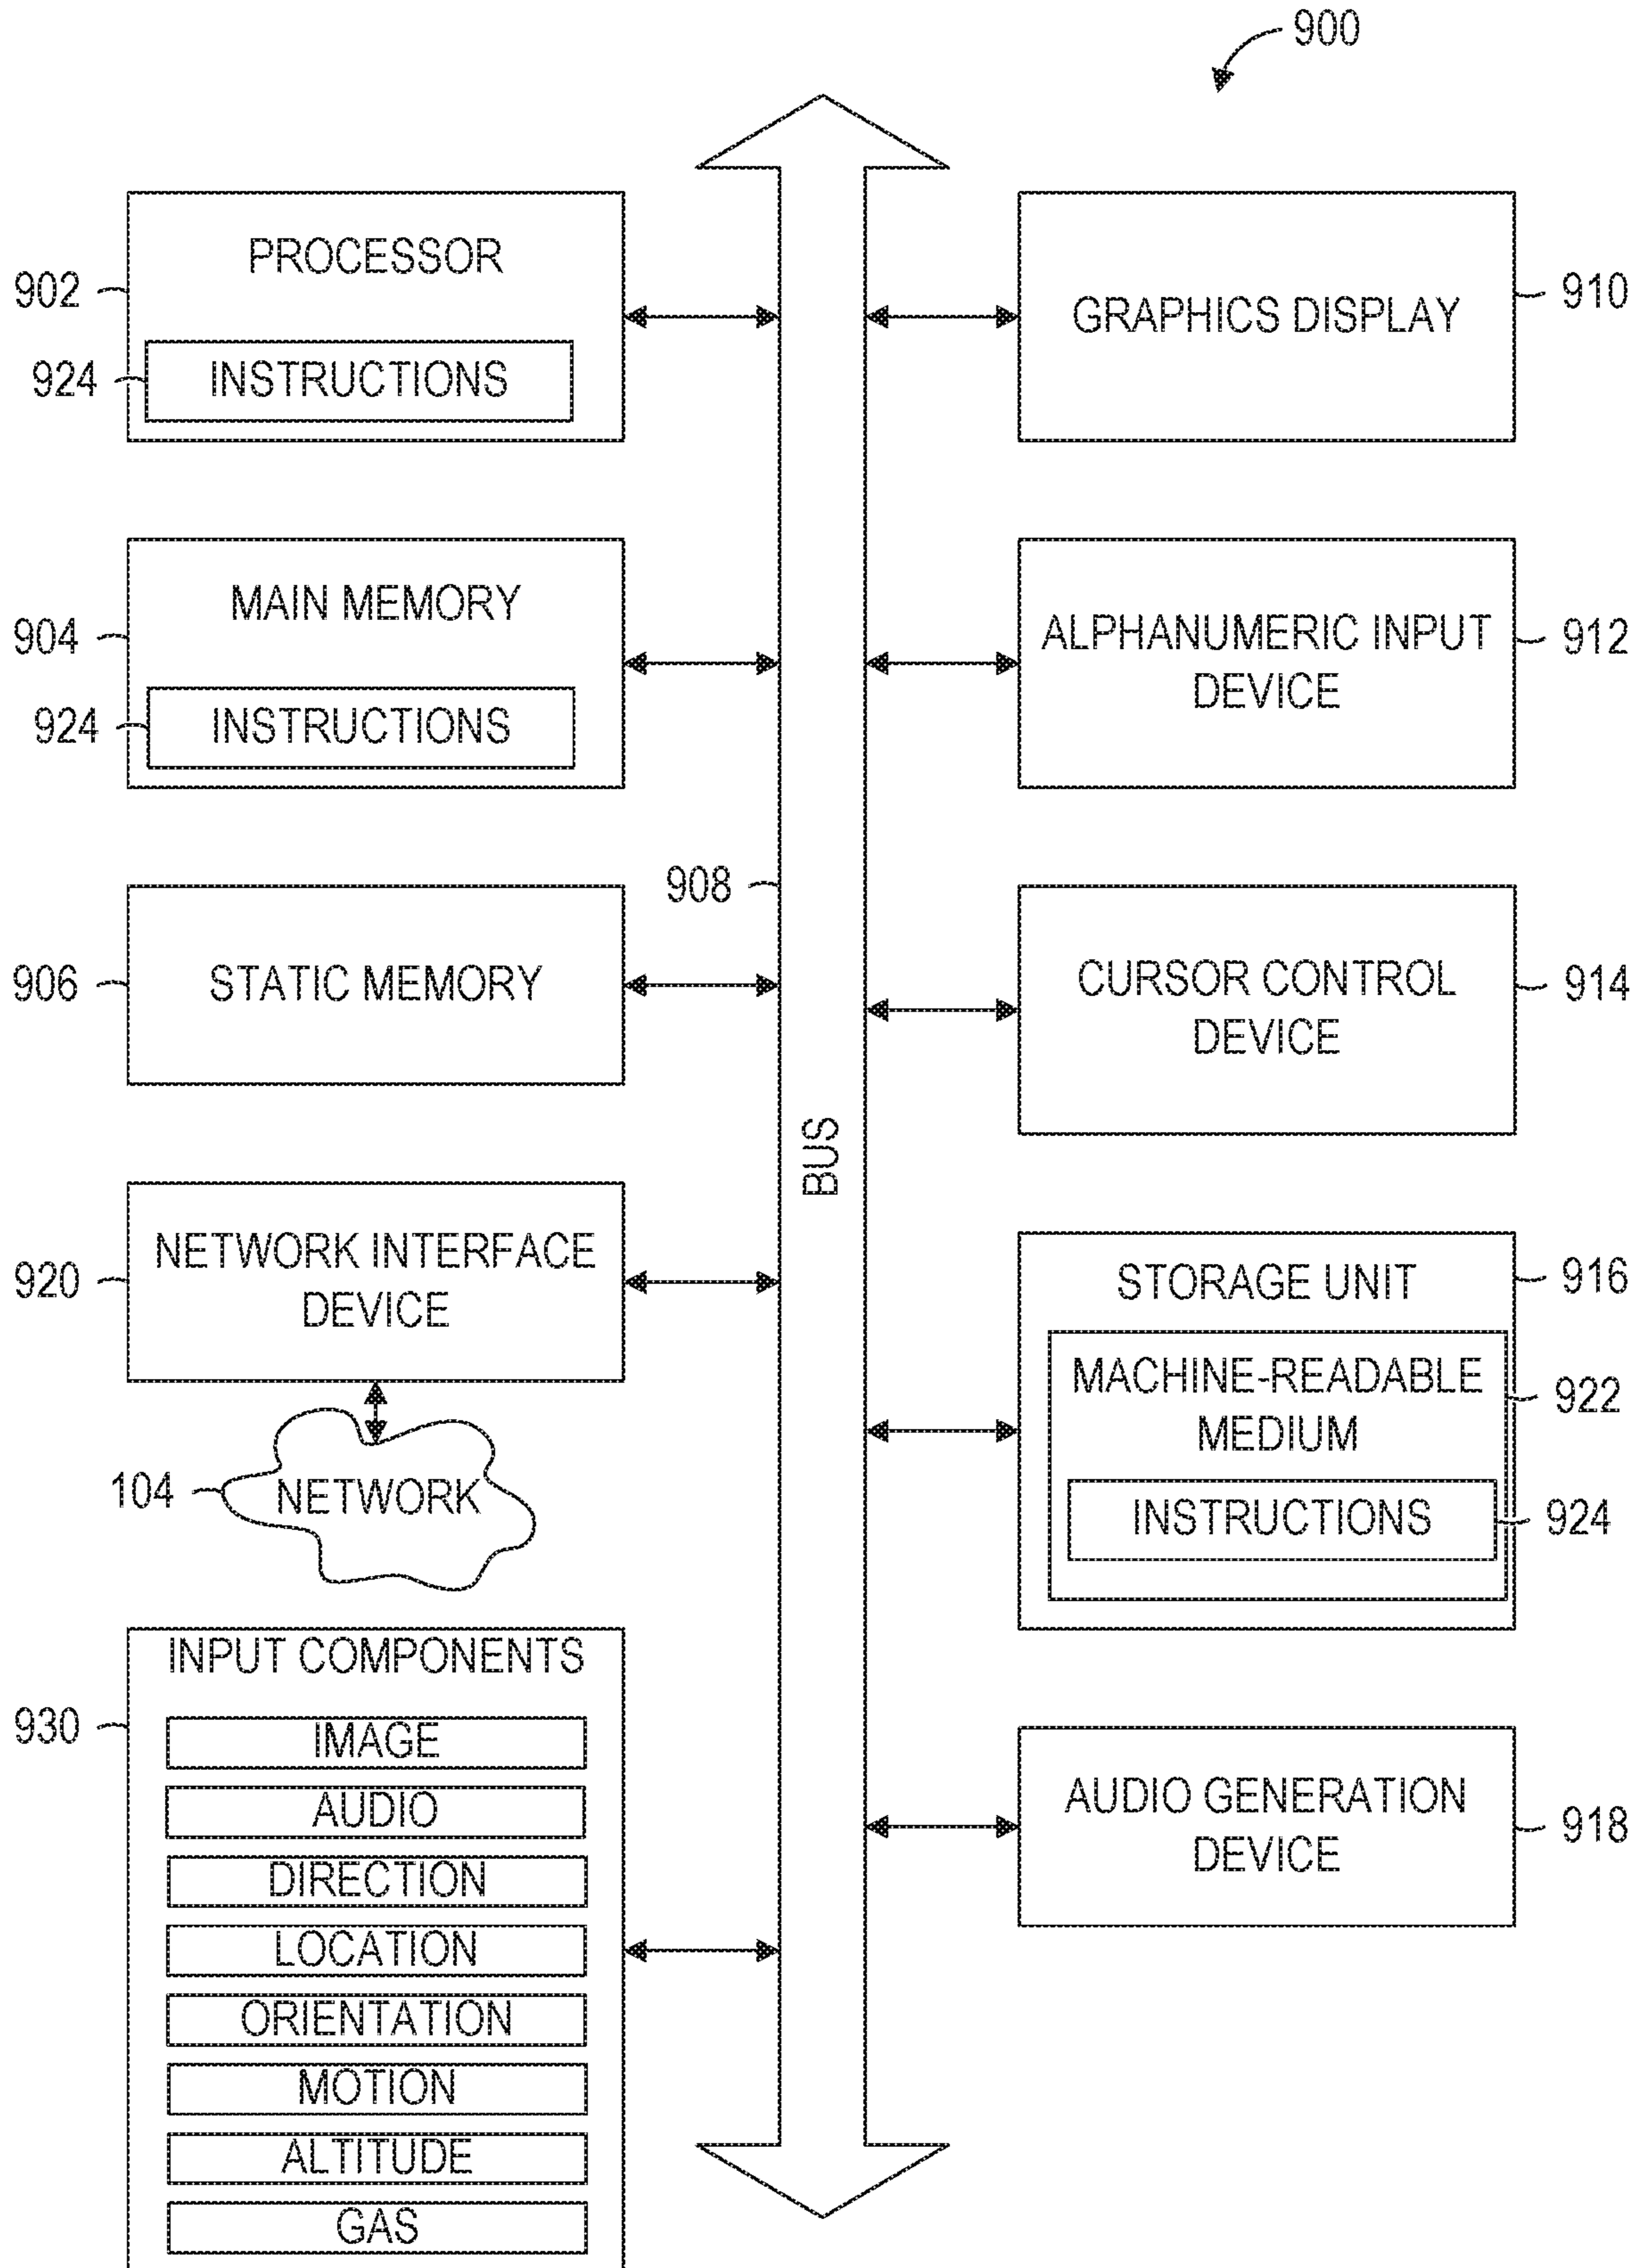 900
PROCESSOR
902
924
INSTRUCTIONS
MAIN MEMORY
904
924
INSTRUCTIONS
908
906
STATIC MEMORY
BUS
NETWORK INTERFACE
DEVICE
920
104
NETWORK
INPUT COMPONENTS
930
IMAGE
AUDIO
DIRECTION
LOCATION
ORIENTATION
MOTION
ALTITUDE
GAS
GRAPHICS DISPLAY
910
ALPHANUMERIC INPUT
DEVICE
912
CURSOR CONTROL
DEVICE
914
STORAGE UNIT
916
MACHINE-READABLE
MEDIUM
922
INSTRUCTIONS
924
AUDIO GENERATION
DEVICE
918